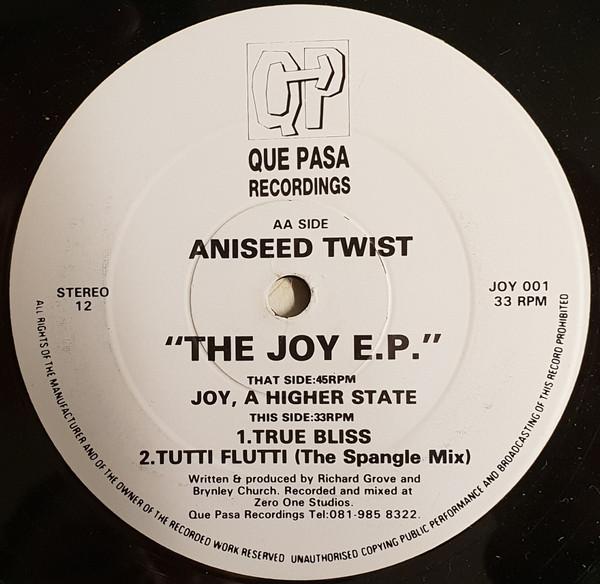 QP
QUE PASA
RECORDINGS
AA SIDE
ANISEED TWIST
STEREO
12
JOY 001
33 RPM
"THE JOY E.P."
THAT SIDE:45RPM
JOY, A HIGHER STATE
THIS SIDE:33RPM
1.TRUE BLISS
2.TUTTI FLUTTI (The Spangle Mix)
Written & produced by Richard Grove and
Brynley Church. Recorded and mixed at
Zero One Studios.
Que Pasa Recordings Tel:081-985 8322.
ALL RIGHTS OF THE MANUFACTURER AND OF THE OWNER OF THE RECORDED WORK RESERVED UNAUTHORISED COPYING PUBLIC PERFORMANCE AND BROADCASTING OF THIS RECORD PROHIBITED